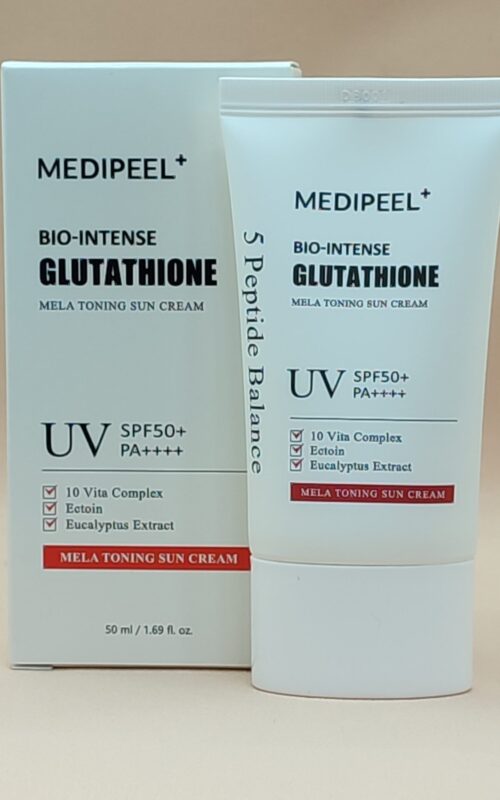 MEDIPEEL+
BIO-INTENSE
GLUTATHIONE
MELA TONING SUN CREAM
UV SPF50+
PA++++
10 Vita Complex
Ectoin
Eucalyptus Extract
MELA TONING SUN CREAM
50 ml / 1.69 fl. oz.
MEDIPEEL+
BIO-INTENSE
GLUTATHIONE
MELA TONING SUN CREAM
5 Peptide Balance
UV SPF50+
PA++++
10 Vita Complex
Ectoin
Eucalyptus Extract
MELA TONING SUN CREAM